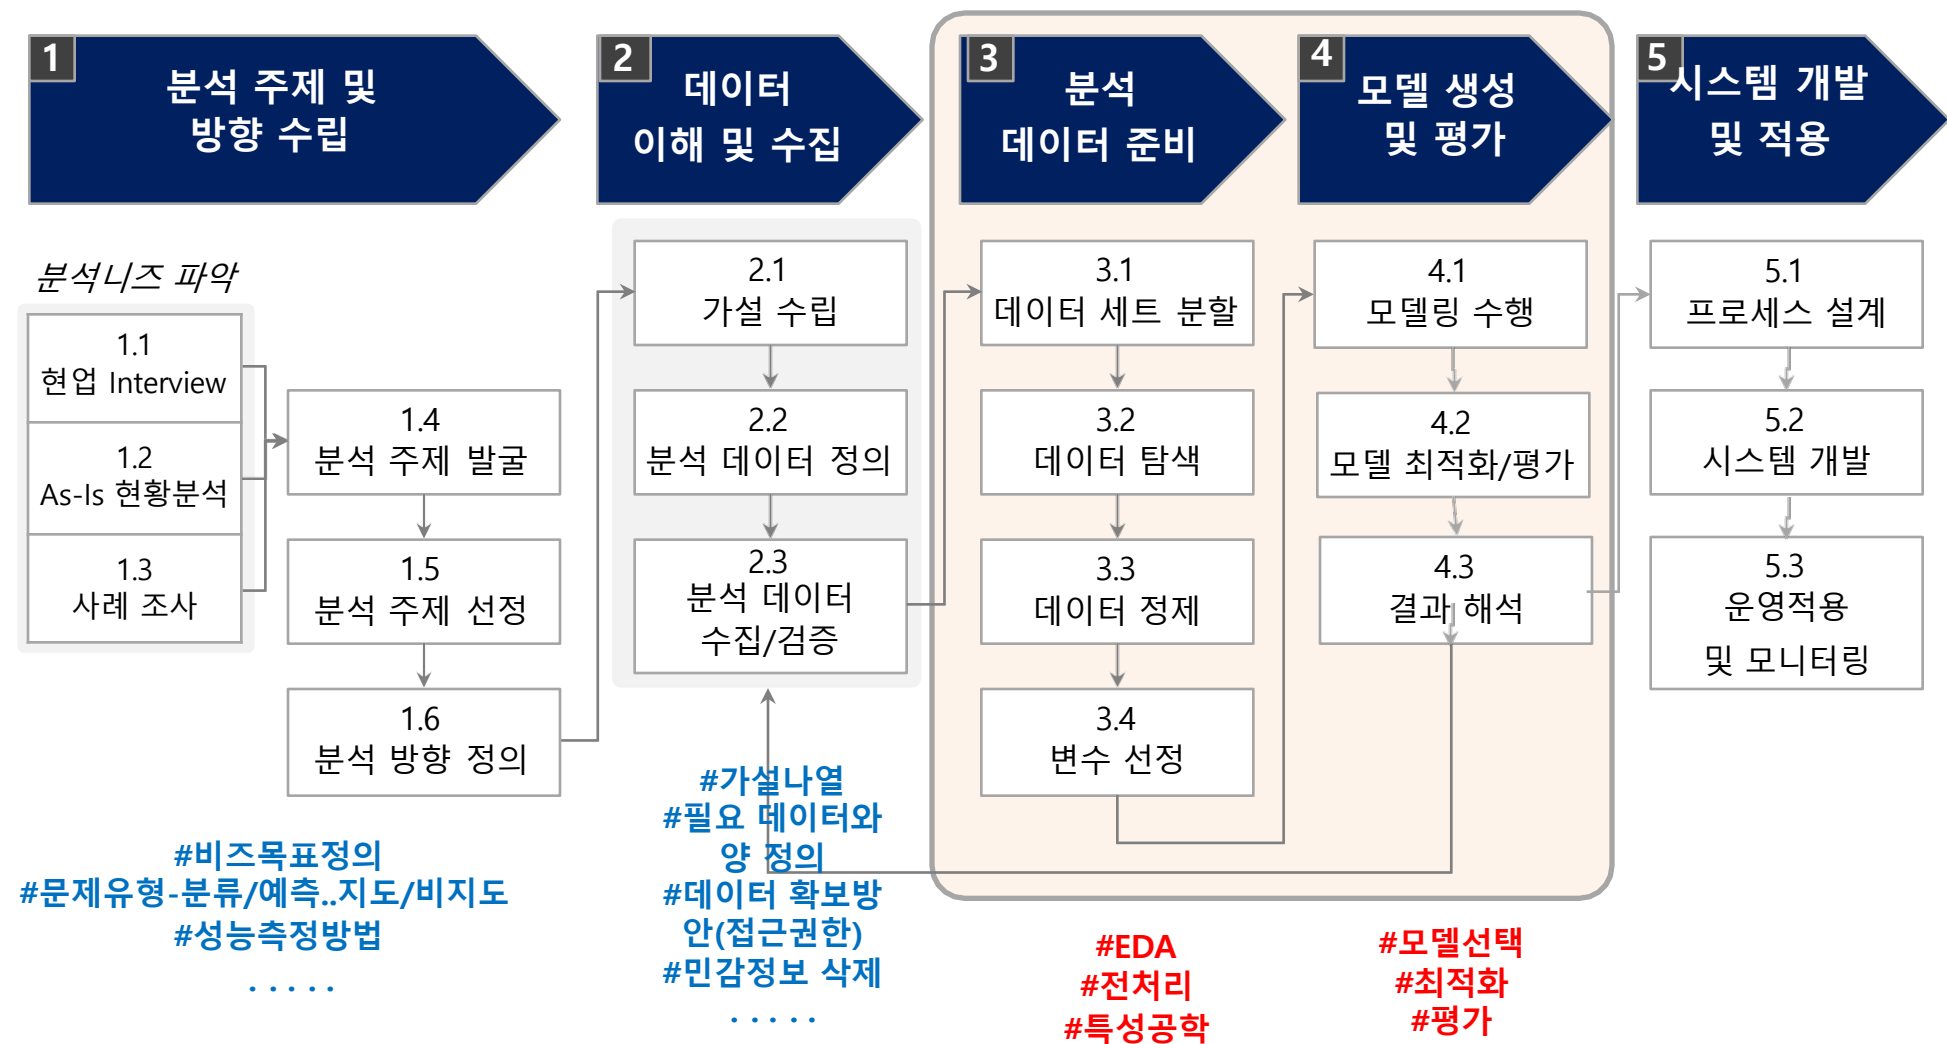 1
분석 주제 및
방향 수립
2
데이터
이해 및 수집
3
분석
데이터 준비
4
모델 생성
및 평가
5
시스템 개발
및 적용
분석니즈 파악
1.1
현업 Interview
1.2
As-Is 현황분석
1.3
사례 조사
1.4
분석 주제 발굴
1.5
분석 주제 선정
1.6
분석 방향 정의
#비즈목표정의
#문제유형-분류/예측..지도/비지도
#성능측정방법
.....
2.1
가설 수립
2.2
분석 데이터 정의
2.3
분석 데이터
수집/검증
#가설나열
#필요 데이터와
양 정의
#데이터 확보방
안(접근권한)
#민감정보 삭제
.....
3.1
데이터 세트 분할
3.2
데이터 탐색
3.3
데이터 정제
3.4
변수 선정
#EDA
#전처리
#특성공학
4.1
모델링 수행
4.2
모델 최적화/평가
4.3
결과 해석
#모델선택
#최적화
#평가
5.1
프로세스 설계
5.2
시스템 개발
5.3
운영적용
및 모니터링